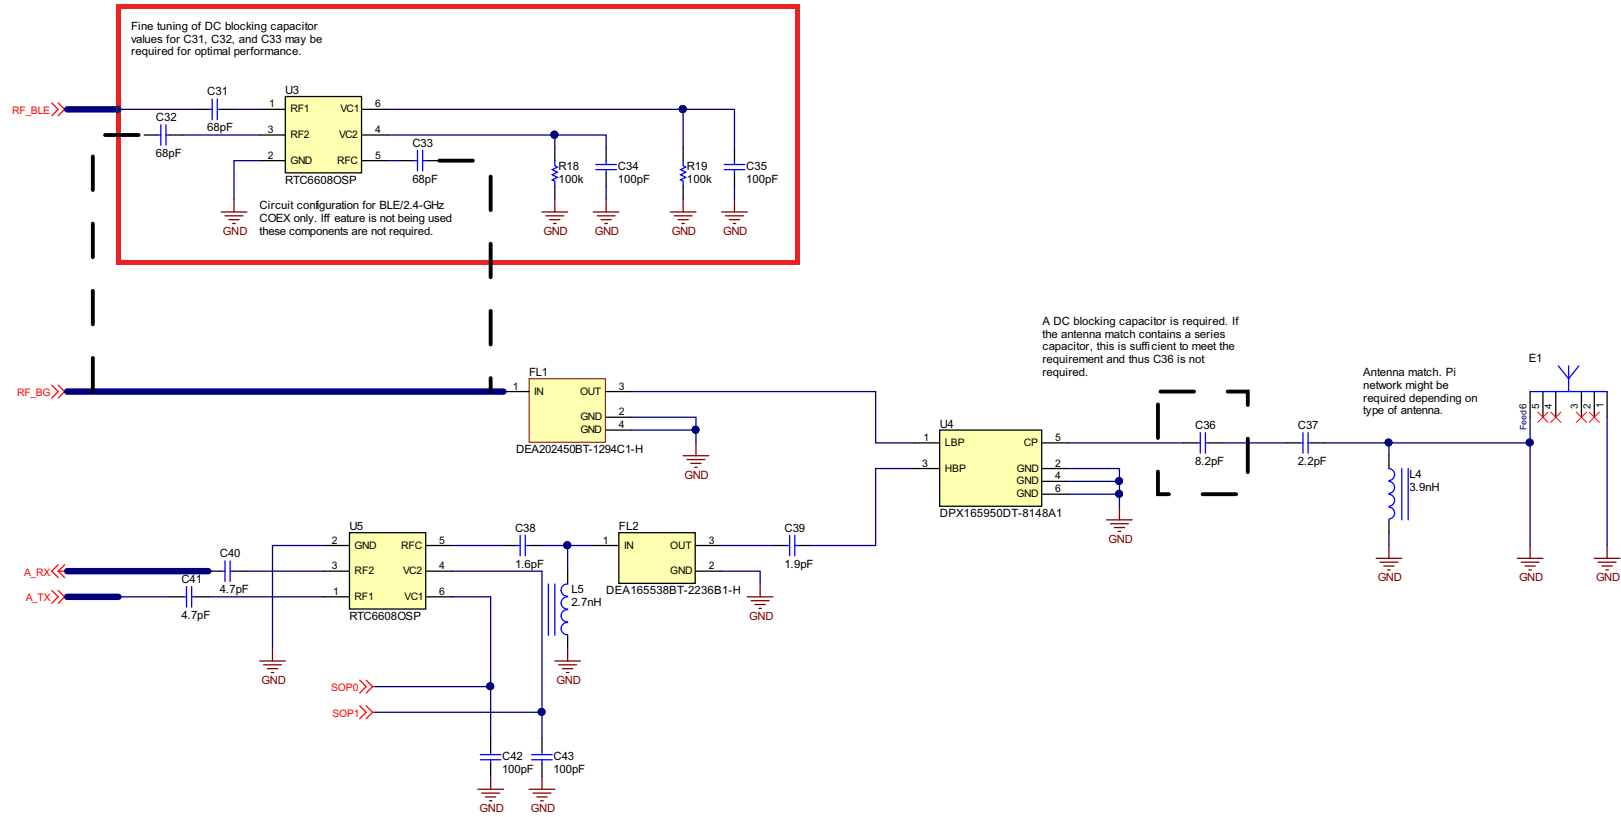 Fine tuning of DC blocking capacitor
values for C31, C32, and C33 may be
required for optimal performance.
RF_BLE
C31
68pF
C32
68pF
U3
1
RF1
VC1
6
3
RF2
VC2
4
2
GND
RFC
5
RTC6608OSP
C33
68pF
R18
100k
C34
100pF
R19
100k
C35
100pF
GND
GND
GND
GND
GND
Circuit configuration for BLE/2.4-GHz
COEX only. Iff eature is not being used
these components are not required.
RF_BG
FL1
1
IN
OUT
3
GND
2
GND
4
DEA202450BT-1294C1-H
GND
A DC blocking capacitor is required. If
the antenna match contains a series
capacitor, this is sufficient to meet the
requirement and thus C36 is not
required.
U4
1
LBP
CP
5
3
HBP
GND
2
GND
4
GND
6
DPX165950DT-8148A1
GND
C36
8.2pF
C37
2.2pF
Antenna match. Pi
network might be
required depending on
type of antenna.
L4
3.9nH
GND
E1
Feed
6
5
4
3
2
1
GND
GND
A_RX
A_TX
C40
4.7pF
C41
4.7pF
U5
2
GND
RFC
5
3
RF2
VC2
4
1
RF1
VC1
6
RTC6608OSP
GND
C38
1.6pF
L5
2.7nH
GND
FL2
1
IN
OUT
3
GND
2
DEA165538BT-2236B1-H
GND
C39
1.9pF
SOP0
SOP1
C42
100pF
C43
100pF
GND
GND